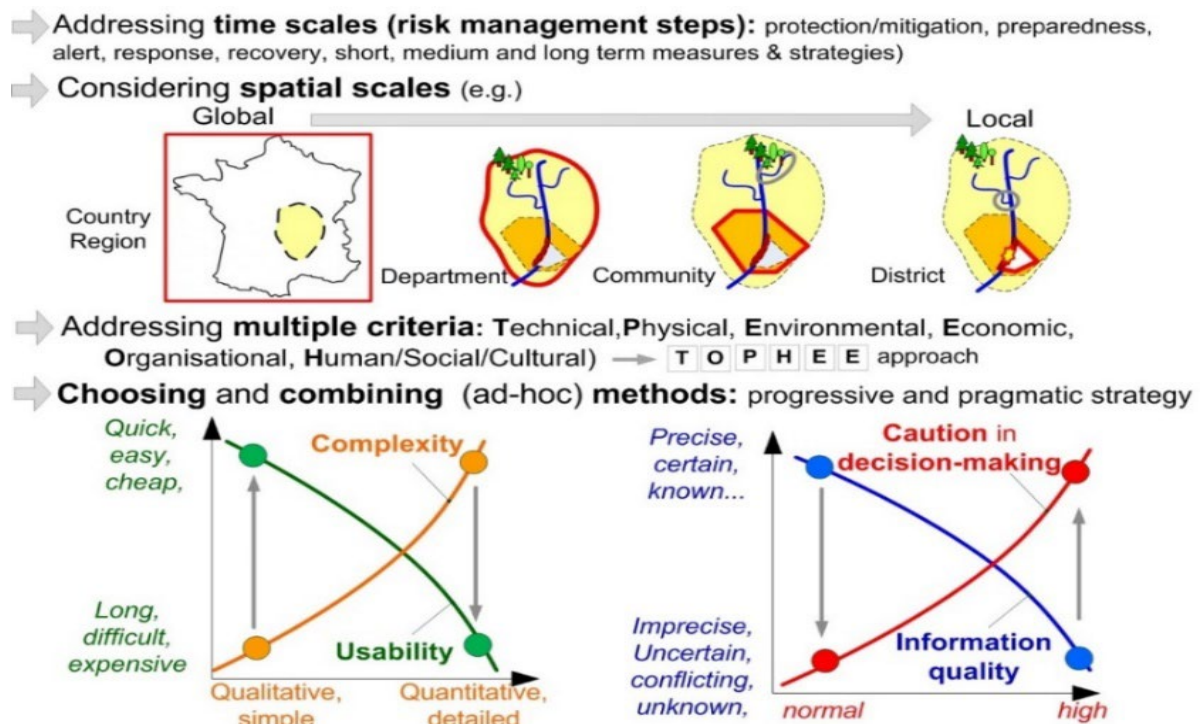 Addressing time scales (risk management steps): protection/mitigation, preparedness,
alert, response, recovery, short, medium and long term measures & strategies)
Considering spatial scales (e.g.)
Global
Local
Country
Region
Department
Community
District
Addressing multiple criteria: Technical,Physical, Environmental, Economic,
Organisational, Human/Social/Cultural) T O P H E E approach
Choosing and combining (ad-hoc) methods: progressive and pragmatic strategy
Quick,
easy,
cheap,
Complexity
Long,
difficult,
expensive
Usability
Qualitative,
simple
Quantitative,
detailed
Precise,
certain,
known...
Caution in
decision-making
Imprecise,
Uncertain,
conflicting,
unknown,
Information
quality
normal
high